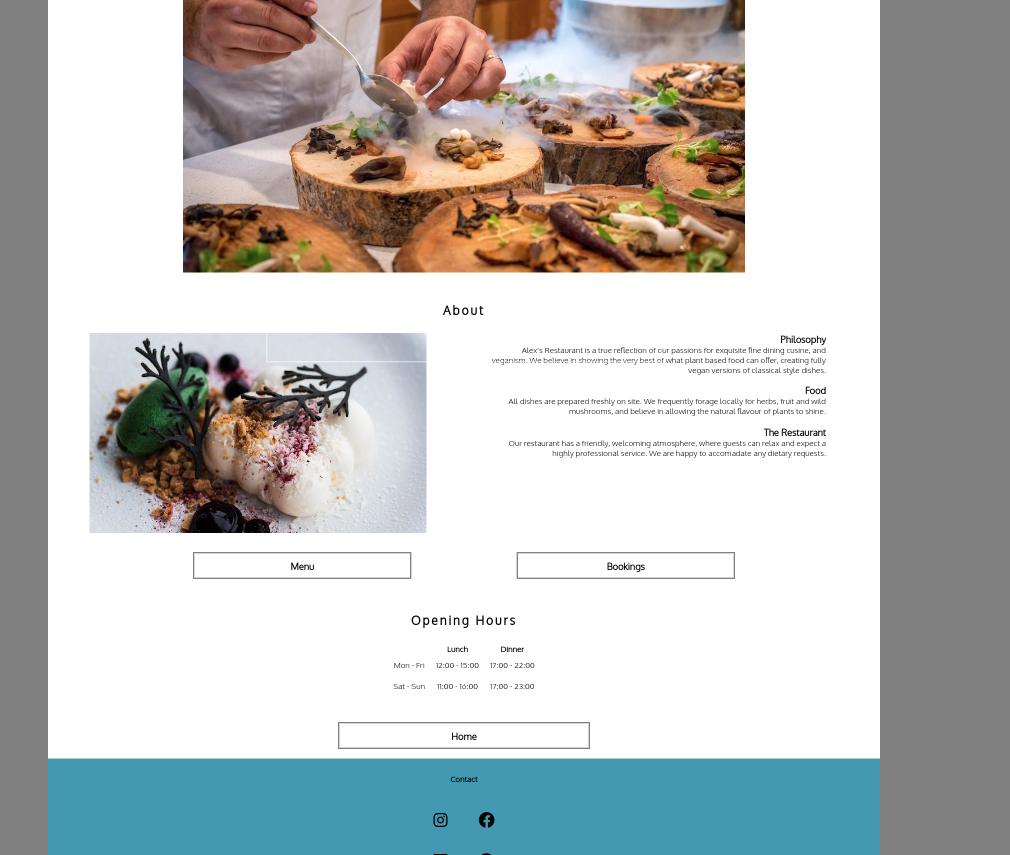 About
Philosophy
Alex's Restaurant is a true reflection of our passions for exquisite fine dining cusine, and
veganism. We believe in showing the very best of what plant based food can offer, creating fully
vegan versions of classical style dishes.
Food
All dishes are prepared freshly on site. We frequently forage locally for herbs, fruit and wild
mushrooms, and believe in allowing the natural flavour of plants to shine.
The Restaurant
Our restaurant has a friendly, welcoming atmosphere, where guests can relax and expect a
highly professional service. We are happy to accomadate any dietary requests.
Menu
Bookings
Opening Hours
Lunch Dinner
Mon - Fri 12:00 - 15:00 17:00 - 22:00
Sat - Sun 11:00 - 16:00 17:00 - 23:00
Home
Contact